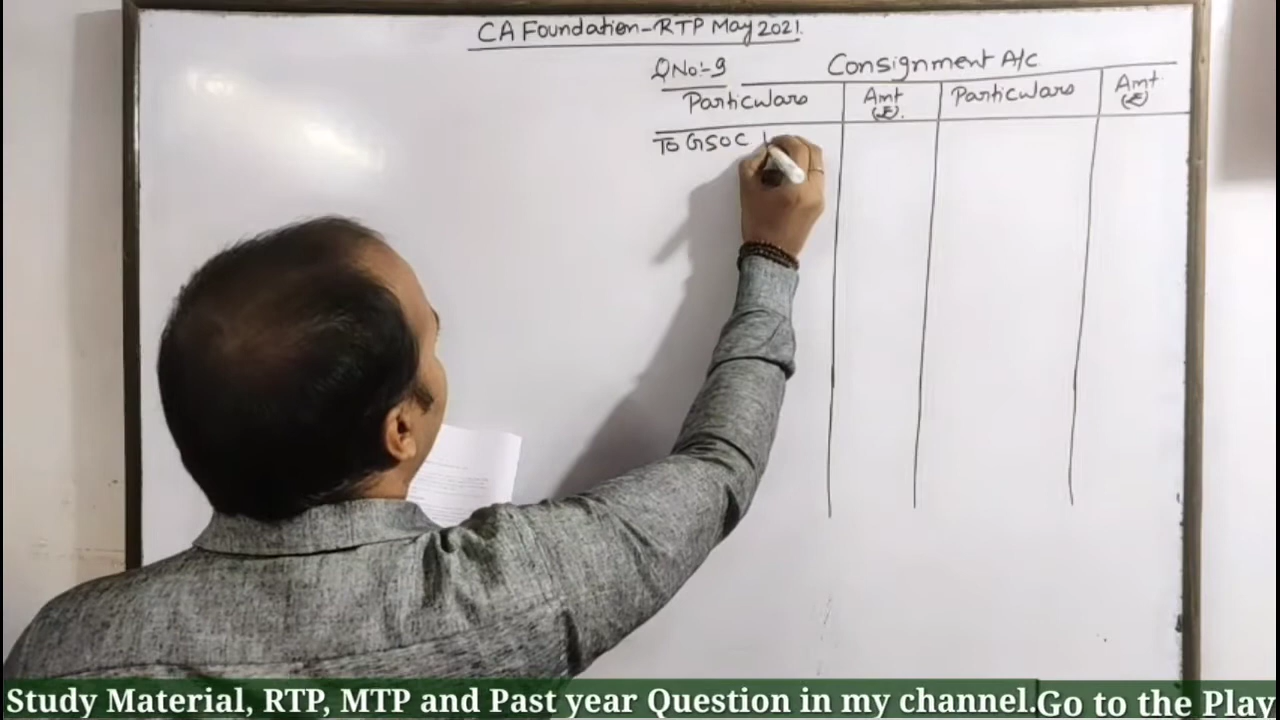 CA Foundation-RTP May 2021.
Q No:-9 Consignment A/c
Particulars Amt (₹). Particulars Amt (₹)
To GSOC
Study Material, RTP, MTP and Past year Question in my channel.Go to the Play